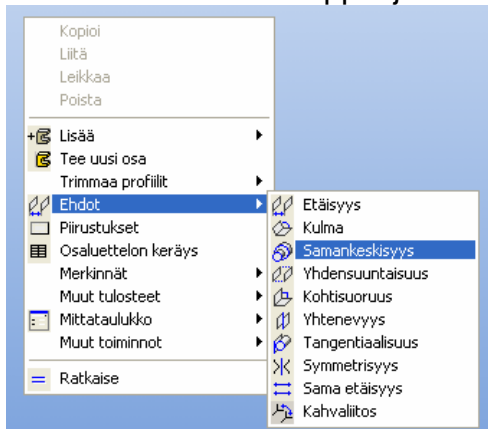 Kopioi
Liitä
Leikkaa
Poista
Lisää
Tee uusi osa
Trimmaa profiilit
Ehdot
Piirustukset
Osaluettelon keräys
Merkinnät
Muut tulosteet
Mittataulukko
Muut toiminnot
Ratkaise
Etäisyys
Kulma
Samankeskisyys
Yhdensuuntaisuus
Kohtisuoruus
Yhtenevyys
Tangentiaalisuus
Symmetrisyys
Sama etäisyys
Kahvaliitos